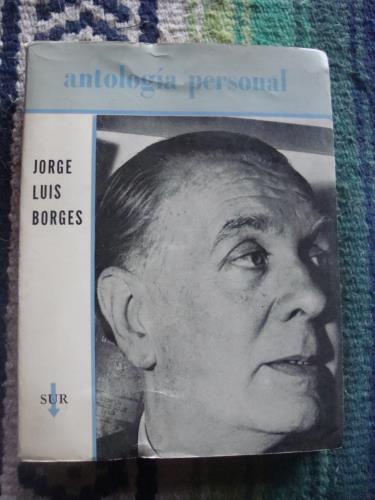 antología personal
JORGE
LUIS
BORGES
SUR